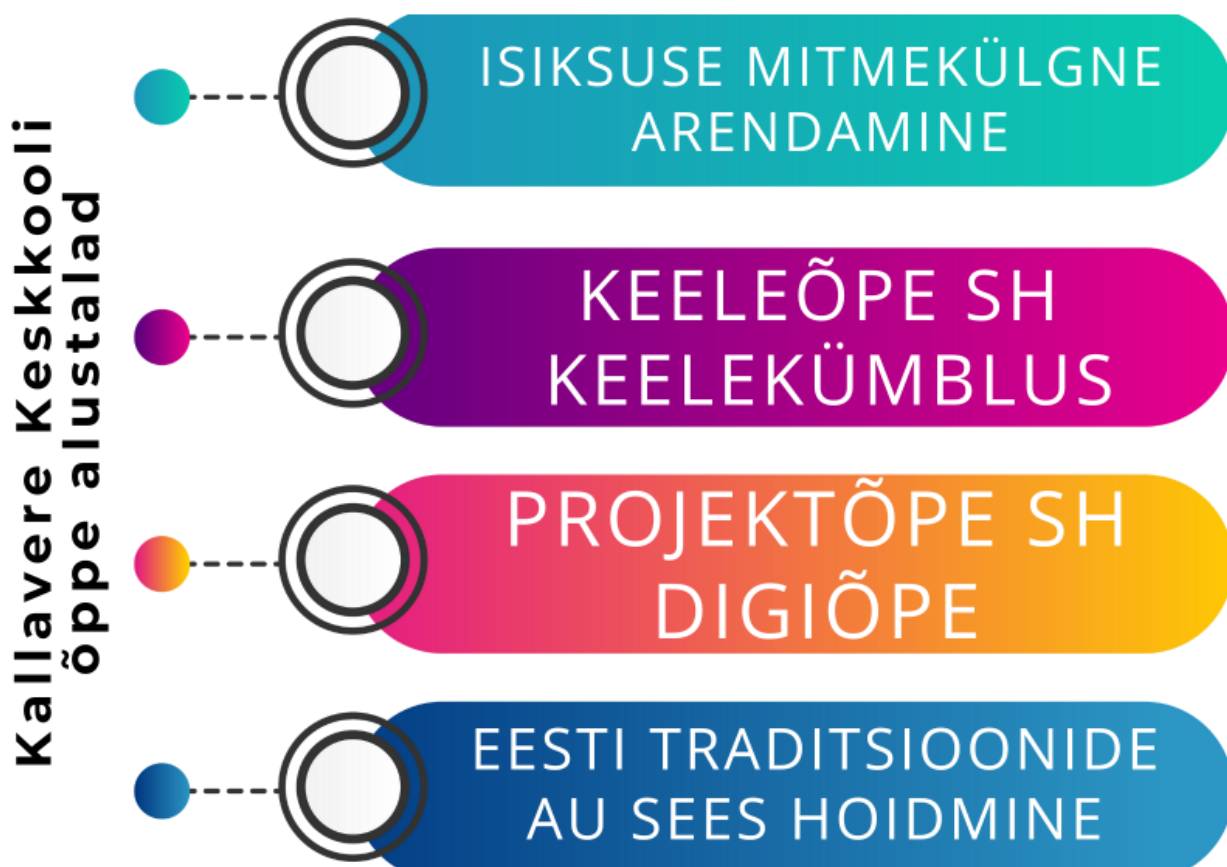 Kallavere Keskkooli
õppe alustalad
ISIKSUSE MITMEKÜLGNE
ARENDAMINE
KEELEÕPE SH
KEELEKÜMBLUS
PROJEKTÕPE SH
DIGIÕPE
EESTI TRADITSIOONIDE
AU SEES HOIDMINE